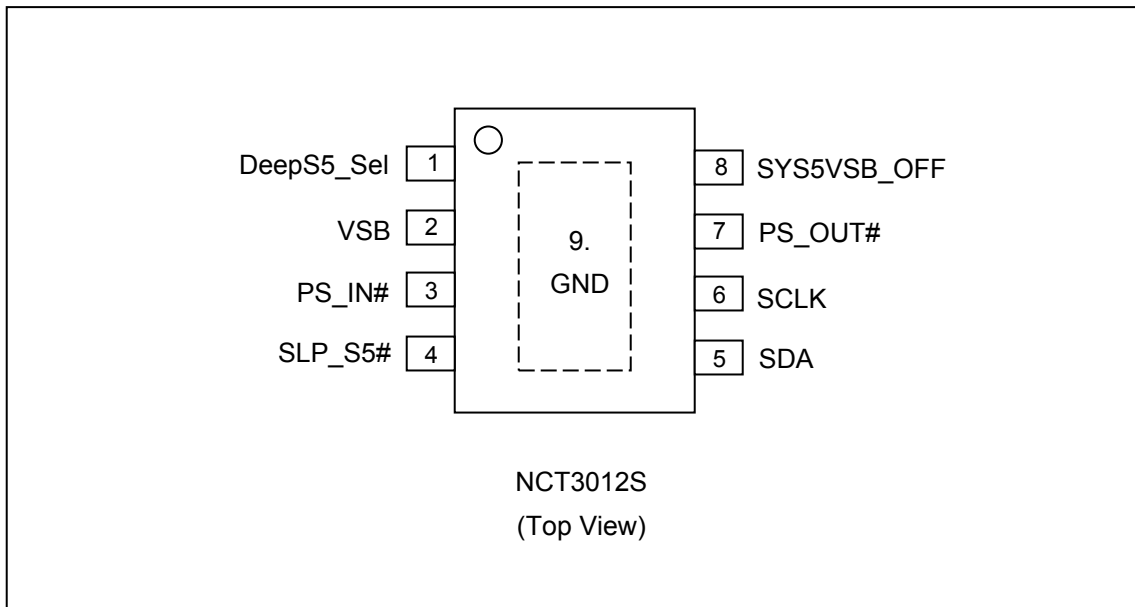 DeepS5_Sel 1 8 SYS5VSB_OFF
VSB 2 7 PS_OUT#
9.
PS_IN# 3 GND 6 SCLK
SLP_S5# 4 5 SDA
NCT3012S
(Top View)